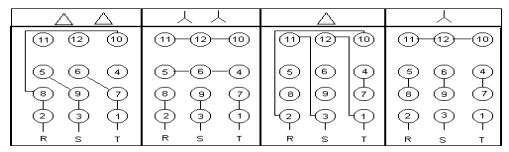 11 12 10 11 12 10 11 12 10 11 12 10
5 6 4 5 6 4 5 6 4 5 6 4
8 9 7 8 9 7 8 9 7 8 9 7
2 3 1 2 3 1 2 3 1 2 3 1
R S T R S T R S T R S T